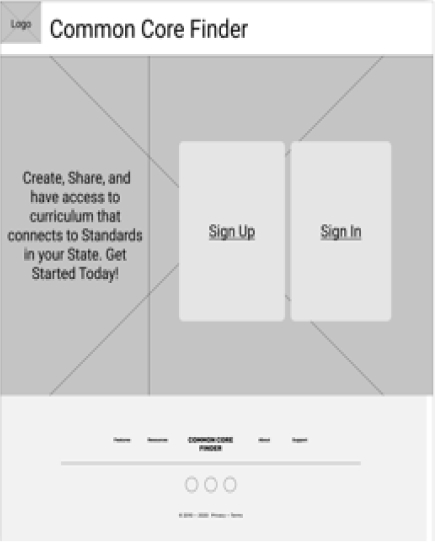 Logo
Common Core Finder
Create, Share, and
have access to
curriculum that
connects to Standards
in your State. Get
Started Today!
Sign Up
Sign In
Features
Resources
COMMON CORE
FINDER
About
Support
© 2010 - 2020 Privacy - Terms